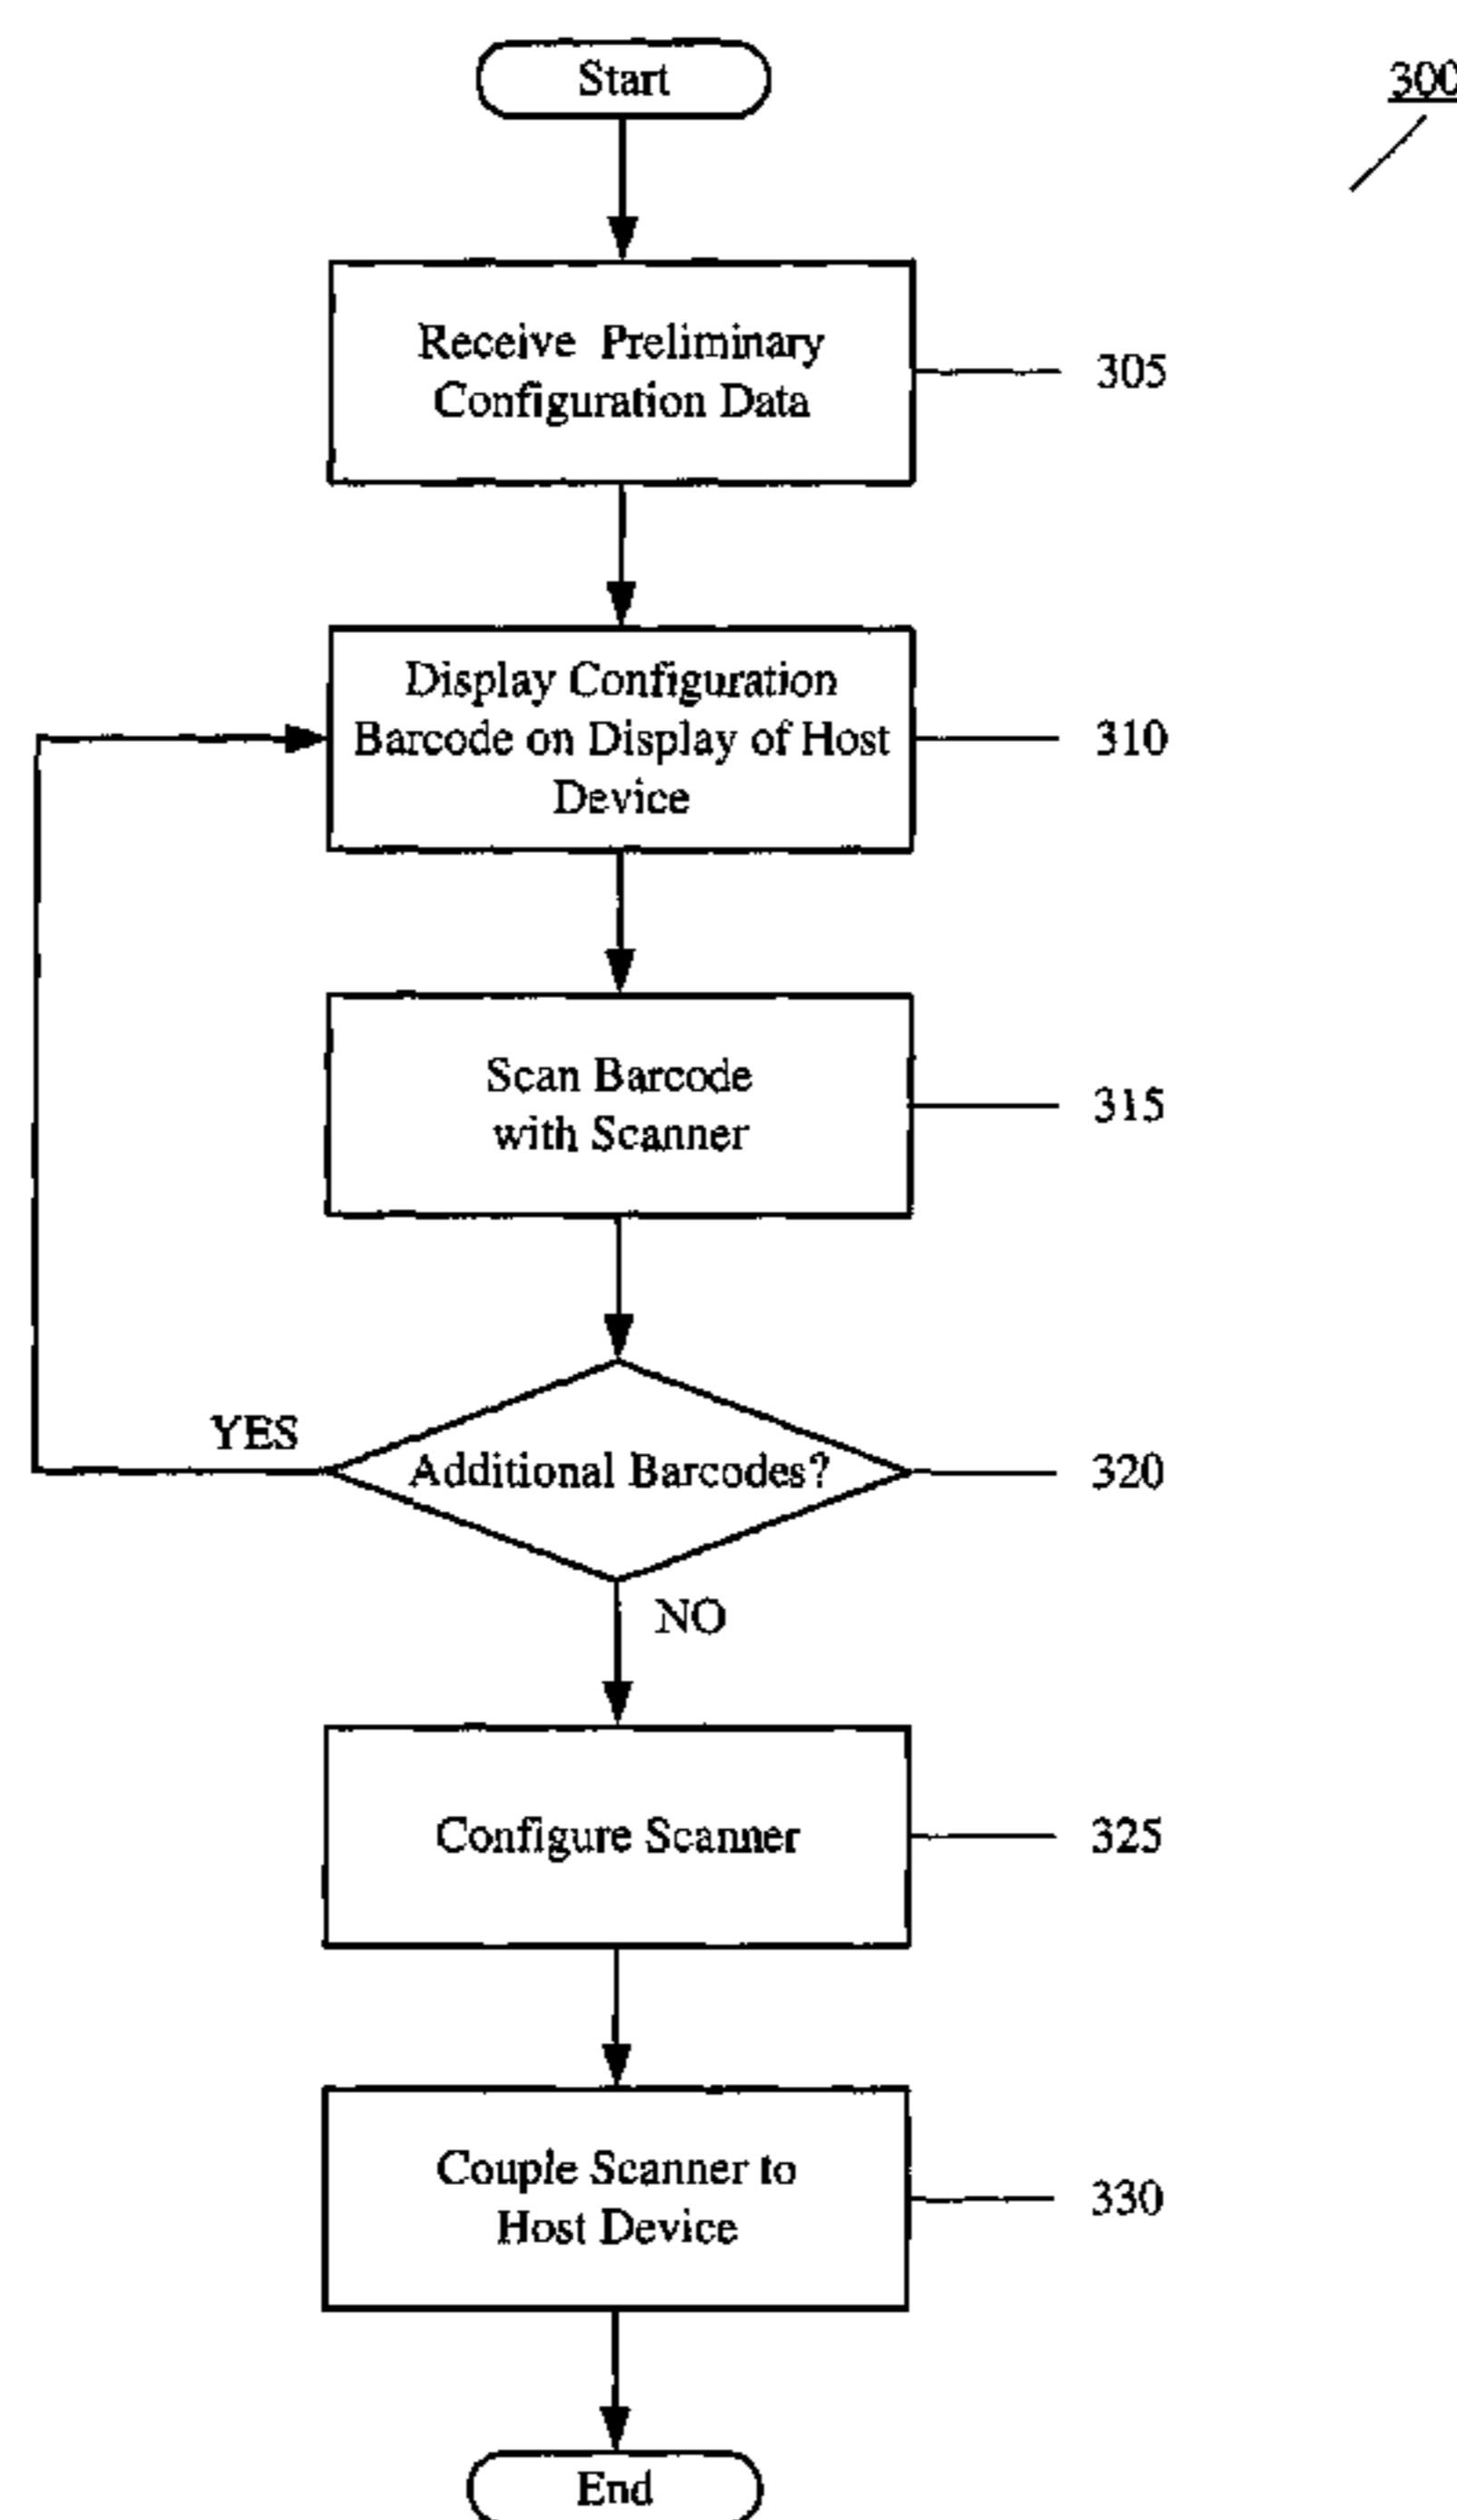 Start
300
Receive Preliminary
Configuration Data
305
Display Configuration
Barcode on Display of Host
Device
310
Scan Barcode
with Scanner
315
YES
Additional Barcodes?
320
NO
Configure Scanner
325
Couple Scanner to
Host Device
330
End